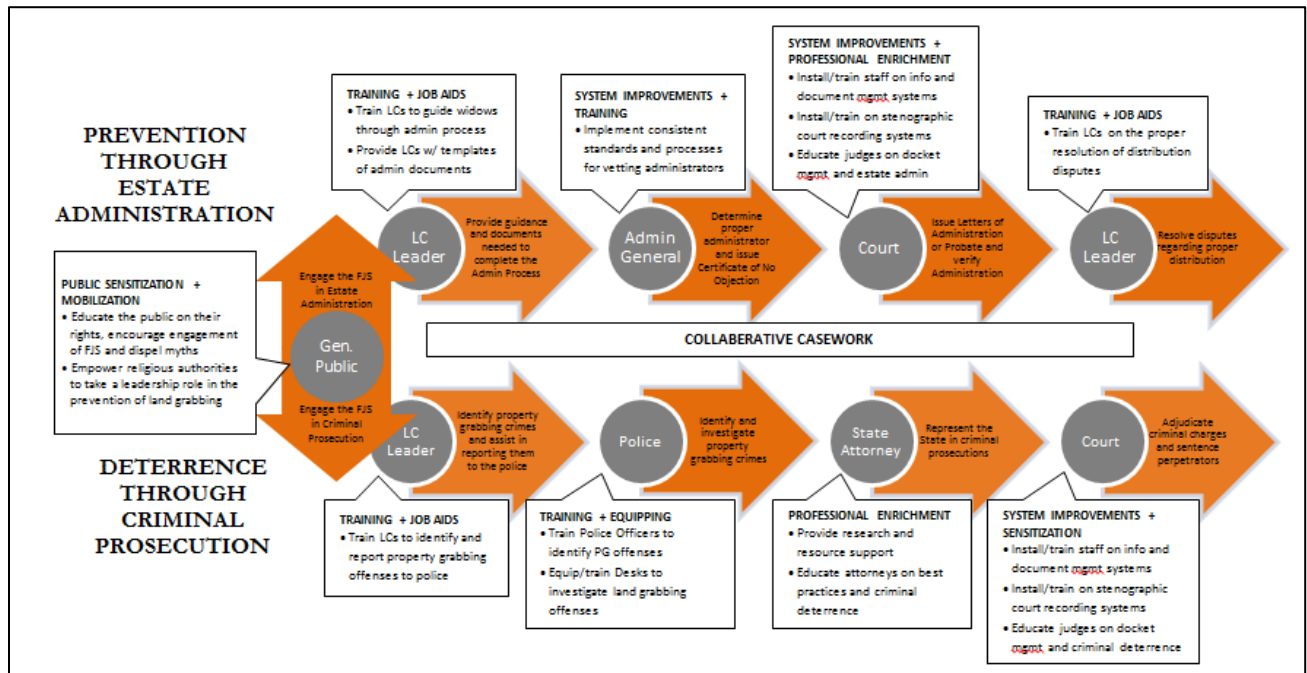 PREVENTION
THROUGH
ESTATE
ADMINISTRATION
TRAINING + JOB AIDS
• Train LCs to guide widows
through admin process
• Provide LCs w/ templates
of admin documents
SYSTEM IMPROVEMENTS +
TRAINING
• Implement consistent
standards and processes
for vetting administrators
SYSTEM IMPROVEMENTS +
PROFESSIONAL ENRICHMENT
• Install/train staff on info and
document mgmt systems
• Install/train on stenographic
court recording systems
• Educate judges on docket
mgmt and estate admin
TRAINING + JOB AIDS
• Train LCs on the proper
resolution of distribution
disputes
LC
Leader
Provide guidance
and documents
needed to
complete the
Admin Process
Admin
General
Determine
proper
administrator
and issue
Certificate of No
Objection
Court
Issue Letters of
Administration
or Probate and
verify
Administration
LC
Leader
Resolve disputes
regarding proper
distribution
PUBLIC SENSITIZATION +
MOBILIZATION
• Educate the public on their
rights, encourage engagement
of FJS and dispel myths
• Empower religious authorities
to take a leadership role in the
prevention of land grabbing
Engage the FJS
in Estate
Administration
Gen.
Public
Engage the FJS
in Criminal
Prosecution
COLLABORATIVE CASEWORK
DETERRENCE
THROUGH
CRIMINAL
PROSECUTION
LC
Leader
Identify property
grabbing crimes
and assist in
reporting them
to the police
Police
Identify and
investigate
property
grabbing crimes
State
Attorney
Represent the
State in criminal
prosecutions
Court
Adjudicate
criminal charges
and sentence
perpetrators
TRAINING + JOB AIDS
• Train LCs to identify and
report property grabbing
offenses to police
TRAINING + EQUIPPING
• Train Police Officers to
identify PG offenses
• Equip/train Desks to
investigate land grabbing
offenses
PROFESSIONAL ENRICHMENT
• Provide research and
resource support
• Educate attorneys on best
practices and criminal
deterrence
SYSTEM IMPROVEMENTS +
SENSITIZATION
• Install/train staff on info and
document mgmt systems
• Install/train on stenographic
court recording systems
• Educate judges on docket
mgmt and criminal deterrence